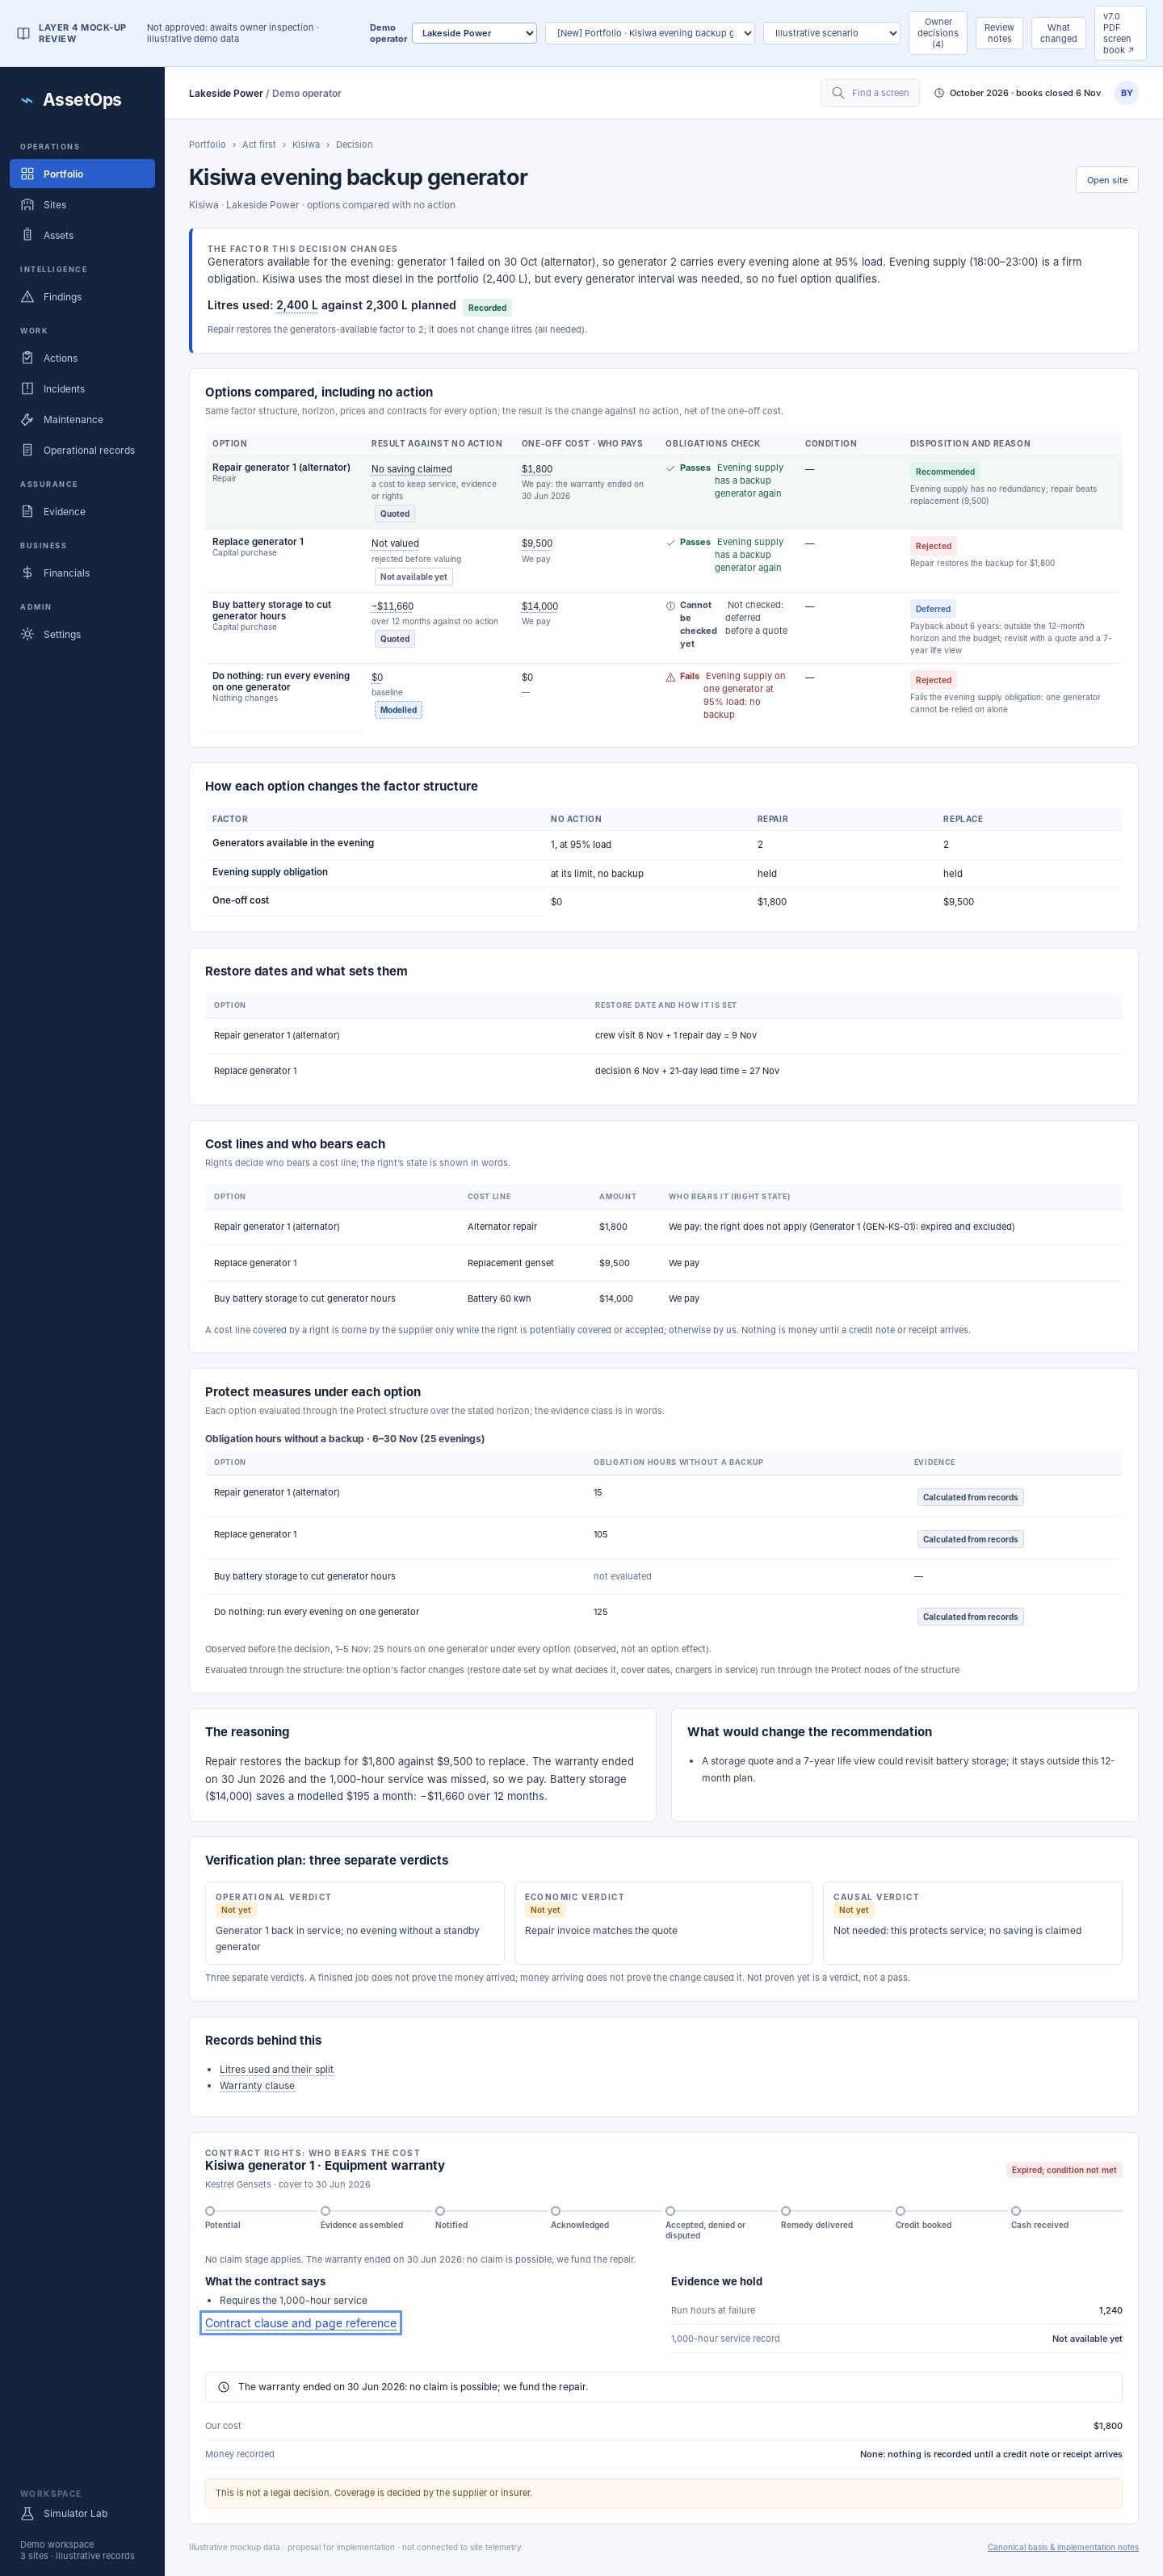 LAYER 4 MOCK-UP
REVIEW
Not approved: awaits owner inspection ·
illustrative demo data
Demo
operator
Lakeside Power
[New] Portfolio · Kisiwa evening backup g
Illustrative scenario
Owner
decisions
(4)
Review
notes
What
changed
v7.0
PDF
screen
book ↗
AssetOps
OPERATIONS
Portfolio
Sites
Assets
INTELLIGENCE
Findings
WORK
Actions
Incidents
Maintenance
Operational records
ASSURANCE
Evidence
BUSINESS
Financials
ADMIN
Settings
WORKSPACE
Simulator Lab
Demo workspace
3 sites · illustrative records
Lakeside Power / Demo operator
Find a screen
October 2026 · books closed 6 Nov
BY
Portfolio › Act first › Kisiwa › Decision
Kisiwa evening backup generator
Open site
Kisiwa · Lakeside Power · options compared with no action
THE FACTOR THIS DECISION CHANGES
Generators available for the evening: generator 1 failed on 30 Oct (alternator), so generator 2 carries every evening alone at 95% load. Evening supply (18:00–23:00) is a firm
obligation. Kisiwa uses the most diesel in the portfolio (2,400 L), but every generator interval was needed, so no fuel option qualifies.
Litres used: 2,400 L against 2,300 L planned Recorded
Repair restores the generators-available factor to 2; it does not change litres (all needed).
Options compared, including no action
Same factor structure, horizon, prices and contracts for every option; the result is the change against no action, net of the one-off cost.
OPTION RESULT AGAINST NO ACTION ONE-OFF COST · WHO PAYS OBLIGATIONS CHECK CONDITION DISPOSITION AND REASON
Repair generator 1 (alternator)
Repair
No saving claimed
a cost to keep service, evidence
or rights
Quoted
$1,800
We pay: the warranty ended on
30 Jun 2026
Passes Evening supply
has a backup
generator again
—
Recommended
Evening supply has no redundancy; repair beats
replacement (9,500)
Replace generator 1
Capital purchase
Not valued
rejected before valuing
Not available yet
$9,500
We pay
Passes Evening supply
has a backup
generator again
—
Rejected
Repair restores the backup for $1,800
Buy battery storage to cut
generator hours
Capital purchase
−$11,660
over 12 months against no action
Quoted
$14,000
We pay
Cannot
be
checked
yet
Not checked:
deferred
before a quote
—
Deferred
Payback about 6 years: outside the 12-month
horizon and the budget; revisit with a quote and a 7-
year life view
Do nothing: run every evening
on one generator
Nothing changes
$0
baseline
Modelled
$0
—
Fails Evening supply on
one generator at
95% load: no
backup
—
Rejected
Fails the evening supply obligation: one generator
cannot be relied on alone
How each option changes the factor structure
FACTOR NO ACTION REPAIR REPLACE
Generators available in the evening 1, at 95% load 2 2
Evening supply obligation at its limit, no backup held held
One-off cost $0 $1,800 $9,500
Restore dates and what sets them
OPTION RESTORE DATE AND HOW IT IS SET
Repair generator 1 (alternator) crew visit 8 Nov + 1 repair day = 9 Nov
Replace generator 1 decision 6 Nov + 21-day lead time = 27 Nov
Cost lines and who bears each
Rights decide who bears a cost line; the right's state is shown in words.
OPTION COST LINE AMOUNT WHO BEARS IT (RIGHT STATE)
Repair generator 1 (alternator) Alternator repair $1,800 We pay: the right does not apply (Generator 1 (GEN-KS-01): expired and excluded)
Replace generator 1 Replacement genset $9,500 We pay
Buy battery storage to cut generator hours Battery 60 kwh $14,000 We pay
A cost line covered by a right is borne by the supplier only while the right is potentially covered or accepted; otherwise by us. Nothing is money until a credit note or receipt arrives.
Protect measures under each option
Each option evaluated through the Protect structure over the stated horizon; the evidence class is in words.
Obligation hours without a backup · 6–30 Nov (25 evenings)
OPTION OBLIGATION HOURS WITHOUT A BACKUP EVIDENCE
Repair generator 1 (alternator) 15 Calculated from records
Replace generator 1 105 Calculated from records
Buy battery storage to cut generator hours not evaluated —
Do nothing: run every evening on one generator 125 Calculated from records
Observed before the decision, 1–5 Nov: 25 hours on one generator under every option (observed, not an option effect).
Evaluated through the structure: the option's factor changes (restore date set by what decides it, cover dates, chargers in service) run through the Protect nodes of the structure
The reasoning
Repair restores the backup for $1,800 against $9,500 to replace. The warranty ended
on 30 Jun 2026 and the 1,000-hour service was missed, so we pay. Battery storage
($14,000) saves a modelled $195 a month: −$11,660 over 12 months.
What would change the recommendation
• A storage quote and a 7-year life view could revisit battery storage; it stays outside this 12-
month plan.
Verification plan: three separate verdicts
OPERATIONAL VERDICT
Not yet
Generator 1 back in service; no evening without a standby
generator
ECONOMIC VERDICT
Not yet
Repair invoice matches the quote
CAUSAL VERDICT
Not yet
Not needed: this protects service; no saving is claimed
Three separate verdicts. A finished job does not prove the money arrived; money arriving does not prove the change caused it. Not proven yet is a verdict, not a pass.
Records behind this
• Litres used and their split
• Warranty clause
CONTRACT RIGHTS: WHO BEARS THE COST
Kisiwa generator 1 · Equipment warranty
Expired; condition not met
Kestrel Gensets · cover to 30 Jun 2026
Potential
Evidence assembled
Notified
Acknowledged
Accepted, denied or
disputed
Remedy delivered
Credit booked
Cash received
No claim stage applies. The warranty ended on 30 Jun 2026: no claim is possible; we fund the repair.
What the contract says
• Requires the 1,000-hour service
Contract clause and page reference
Evidence we hold
Run hours at failure 1,240
1,000-hour service record Not available yet
The warranty ended on 30 Jun 2026: no claim is possible; we fund the repair.
Our cost $1,800
Money recorded None: nothing is recorded until a credit note or receipt arrives
This is not a legal decision. Coverage is decided by the supplier or insurer.
Illustrative mockup data · proposal for implementation · not connected to site telemetry
Canonical basis & implementation notes